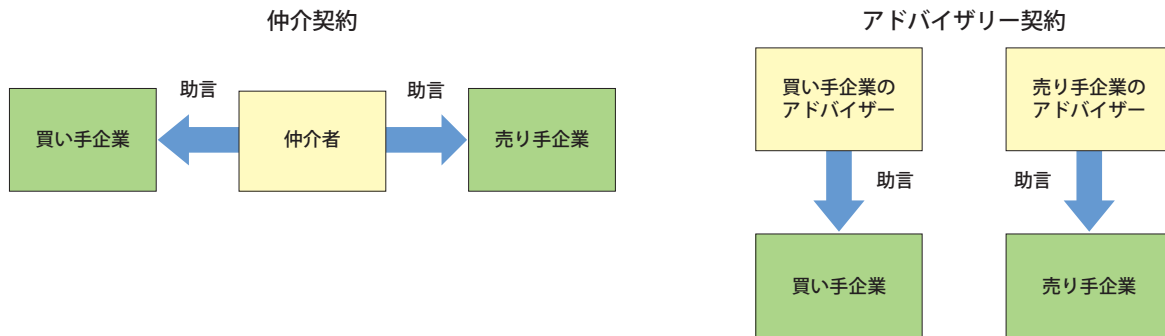 仲介契約
助言
助言
買い手企業
仲介者
売り手企業
アドバイザリー契約
買い手企業の
アドバイザー
売り手企業の
アドバイザー
助言
助言
買い手企業
売り手企業